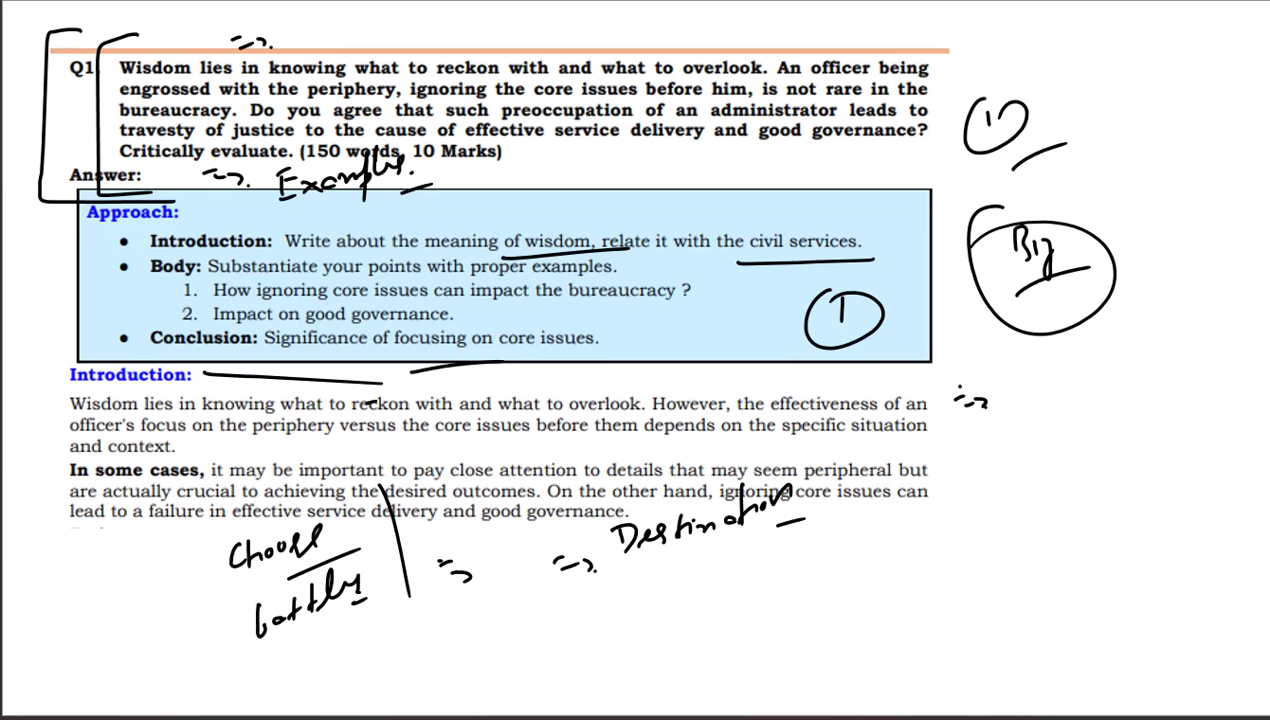 Q1. Wisdom lies in knowing what to reckon with and what to overlook. An officer being
engrossed with the periphery, ignoring the core issues before him, is not rare in the
bureaucracy. Do you agree that such preoccupation of an administrator leads to
travesty of justice to the cause of effective service delivery and good governance?
Critically evaluate. (150 words, 10 Marks)
Answer:
Examples.
Approach:
• Introduction: Write about the meaning of wisdom, relate it with the civil services.
• Body: Substantiate your points with proper examples.
1. How ignoring core issues can impact the bureaucracy ?
2. Impact on good governance.
• Conclusion: Significance of focusing on core issues.
1
Introduction:
Wisdom lies in knowing what to reckon with and what to overlook. However, the effectiveness of an
officer's focus on the periphery versus the core issues before them depends on the specific situation
and context.
In some cases, it may be important to pay close attention to details that may seem peripheral but
are actually crucial to achieving the desired outcomes. On the other hand, ignoring core issues can
lead to a failure in effective service delivery and good governance.
Choose
Destination